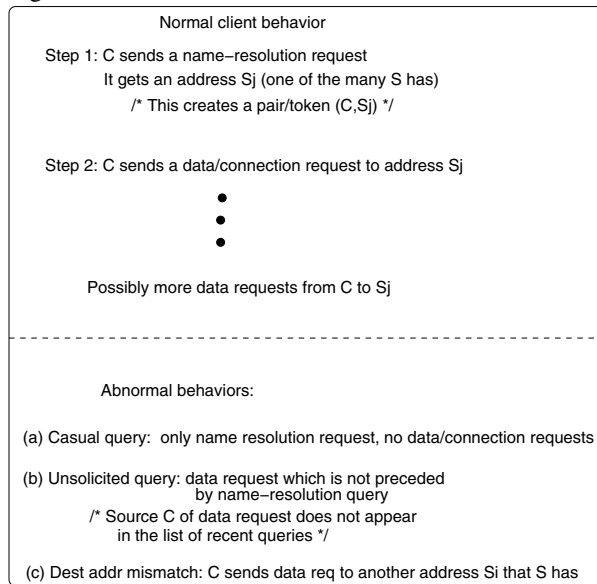 Normal client behavior
Step 1: C sends a name−resolution request
It gets an address Sj (one of the many S has)
/* This creates a pair/token (C,Sj) */
Step 2: C sends a data/connection request to address Sj
Possibly more data requests from C to Sj
Abnormal behaviors:
(a) Casual query: only name resolution request, no data/connection requests
(b) Unsolicited query: data request which is not preceded
by name−resolution query
/* Source C of data request does not appear
in the list of recent queries */
(c) Dest addr mismatch: C sends data req to another address Si that S has